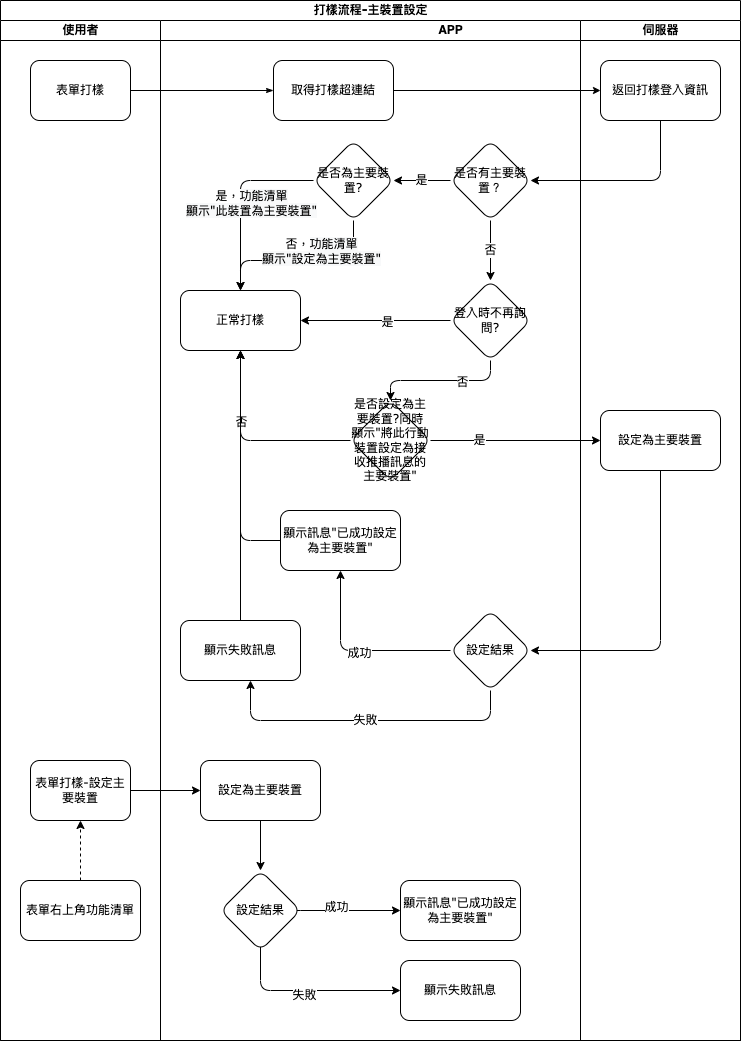 打樣流程-主裝置設定
使用者
APP
伺服器
表單打樣
取得打樣超連結
返回打樣登入資訊
是否為主要裝
置?
是
是否有主要裝
置？
是，功能清單
顯示"此裝置為主要裝置"
否，功能清單
顯示"設定為主要裝置"
否
正常打樣
是
登入時不再詢
問?
否
是否設定為主
要裝置?同時
顯示"將此行動
裝置設定為接
收推播訊息的
主要裝置"
否
是
設定為主要裝置
顯示訊息"已成功設定
為主要裝置"
顯示失敗訊息
成功
設定結果
失敗
表單打樣-設定主
要裝置
設定為主要裝置
表單右上角功能清單
設定結果
成功
顯示訊息"已成功設定
為主要裝置"
失敗
顯示失敗訊息